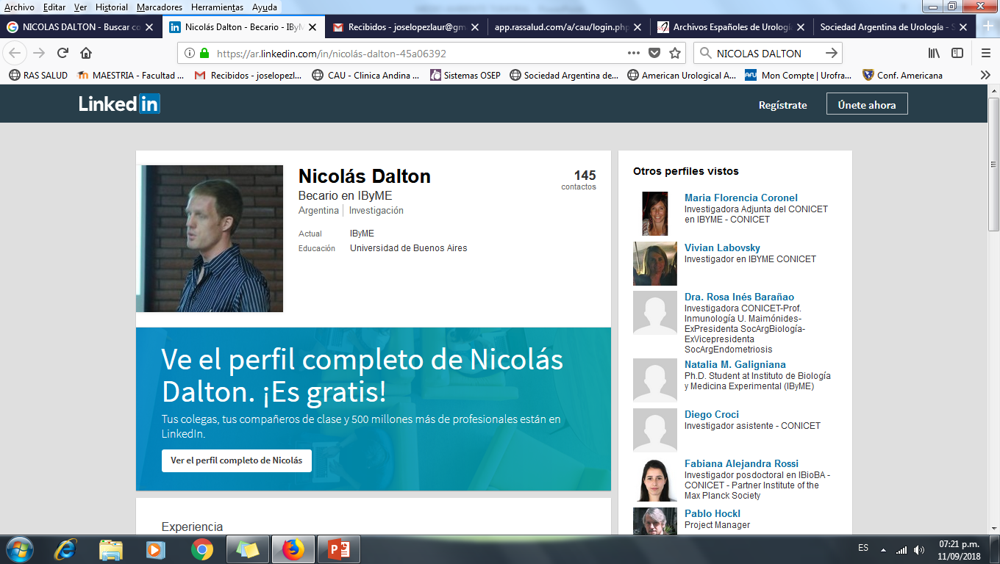 Archivo Editar Ver Historial Marcadores Herramientas Ayuda
NICOLAS DALTON - Buscar co
Nicolás Dalton - Becario - IByM
Recibidos - joselopezlaur@gm
app.rassalud.com/a/cau/login.php
Archivos Españoles de Urología
Sociedad Argentina de Urología - S
https://ar.linkedin.com/in/nicolás-dalton-45a06392
NICOLAS DALTON
RAS SALUD
MAESTRIA - Facultad ...
Recibidos - joselopezl...
CAU - Clinica Andina ...
Sistemas OSEP
Sociedad Argentina de...
American Urological A...
Mon Compte | Urofra...
Conf. Americana
Linked in
Regístrate
Únete ahora
Nicolás Dalton
145
contactos
Becario en IByME
Argentina Investigación
Actual IByME
Educación Universidad de Buenos Aires
Ve el perfil completo de Nicolás
Dalton. ¡Es gratis!
Tus colegas, tus compañeros de clase y 500 millones más de profesionales están en
LinkedIn.
Ver el perfil completo de Nicolás
Experiencia
Otros perfiles vistos
Maria Florencia Coronel
Investigadora Adjunta del CONICET
en IBYME - CONICET
Vivian Labovsky
Investigador en IBYME CONICET
Dra. Rosa Inés Barañao
Investigadora CONICET-Prof.
Inmunología U. Maimónides-
ExPresidenta SocArgBiología-
ExVicepresidenta
SocArgEndometriosis
Natalia M. Galigniana
Ph.D. Student at Instituto de Biología
y Medicina Experimental (IByME)
Diego Croci
Investigador asistente - CONICET
Fabiana Alejandra Rossi
Investigador posdoctoral en IBioBA -
CONICET - Partner Institute of the
Max Planck Society
Pablo Hockl
Project Manager
ES
07:21 p.m.
11/09/2018